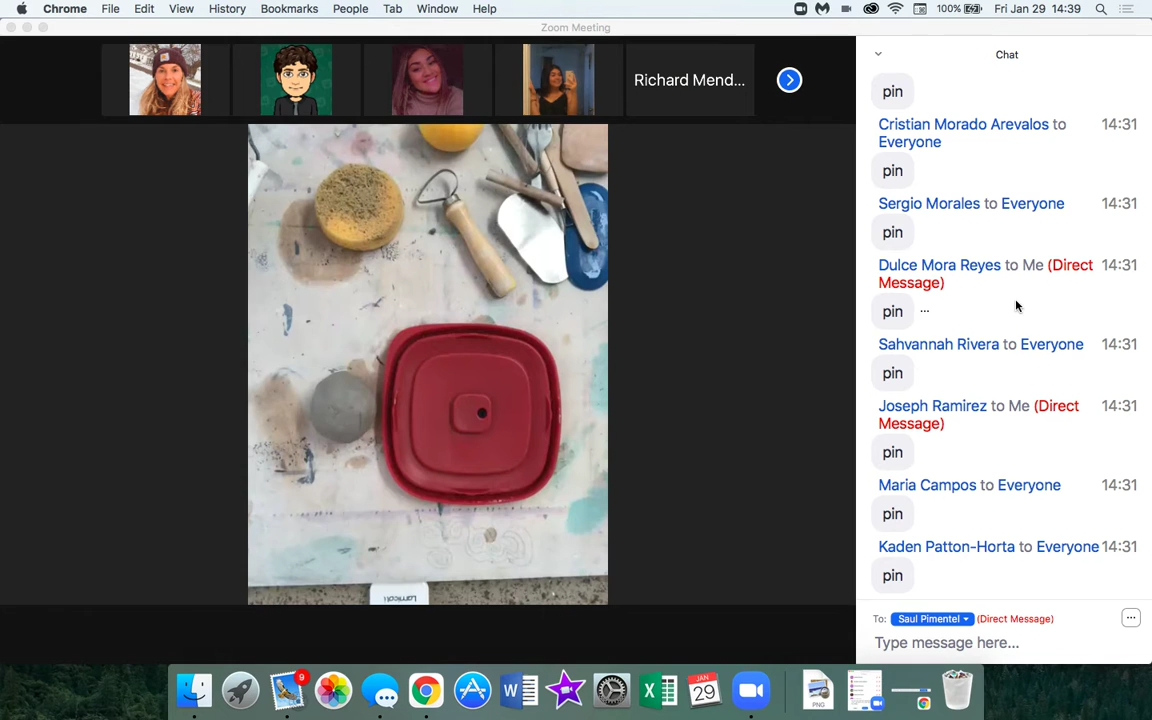 Chrome File Edit View History Bookmarks People Tab Window Help 100% Fri Jan 29 14:39
Zoom Meeting
Richard Mend...
Chat
pin
Cristian Morado Arevalos to 14:31
Everyone
pin
Sergio Morales to Everyone 14:31
pin
Dulce Mora Reyes to Me (Direct 14:31
Message)
pin ...
Sahvannah Rivera to Everyone 14:31
pin
Joseph Ramirez to Me (Direct 14:31
Message)
pin
Maria Campos to Everyone 14:31
pin
Kaden Patton-Horta to Everyone 14:31
pin
To: Saul Pimentel (Direct Message) ...
Type message here...
Lamicall
9
W
X
JAN
29
PNG